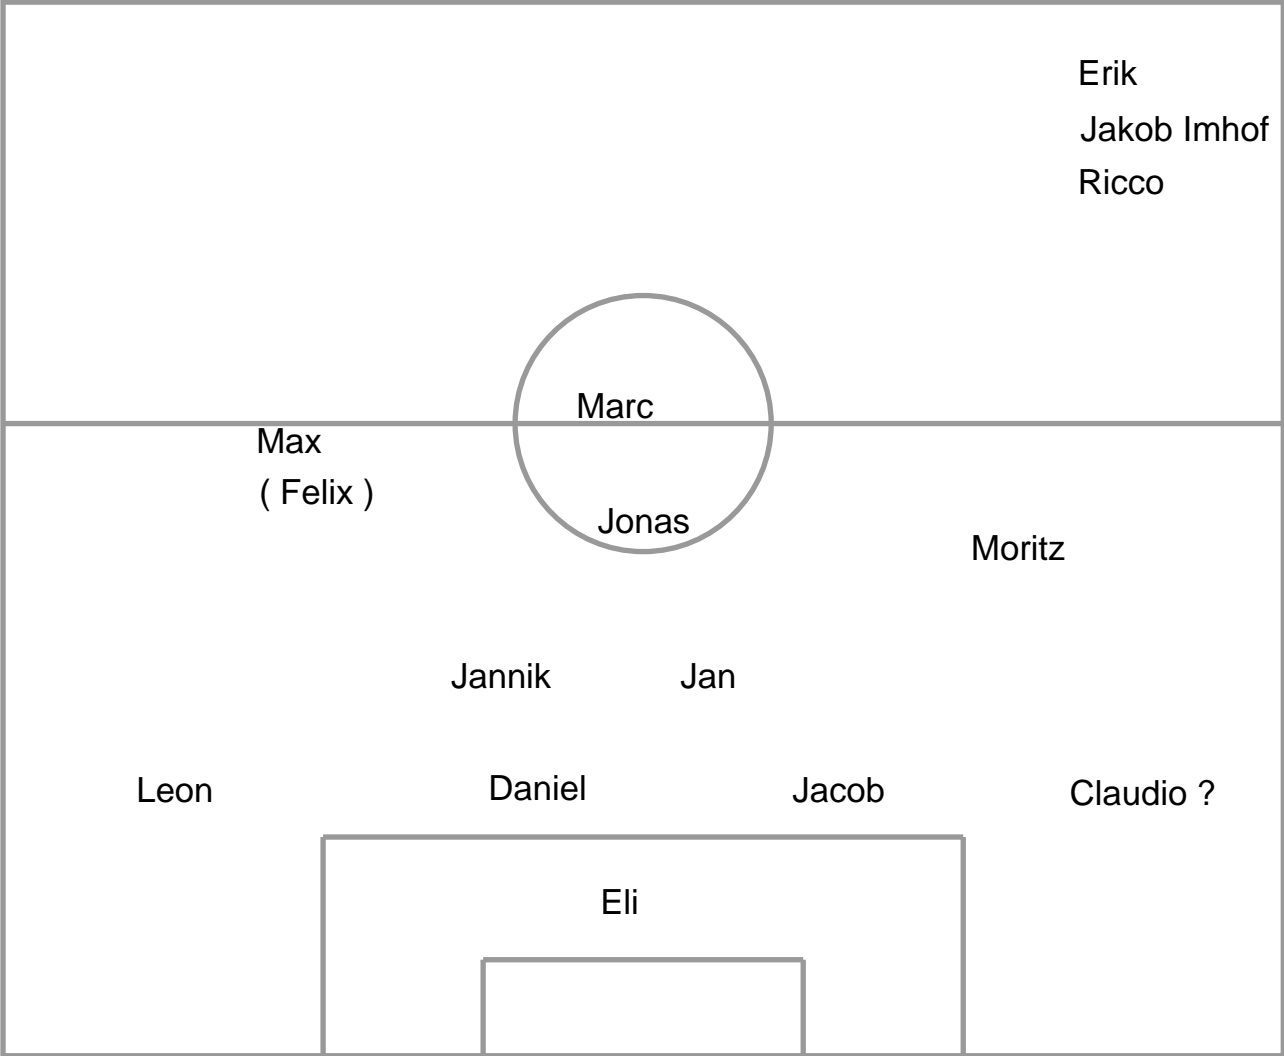 Erik
Jakob Imhof
Ricco
Marc
Max
( Felix )
Jonas
Moritz
Jannik
Jan
Leon
Daniel
Jacob
Claudio ?
Eli